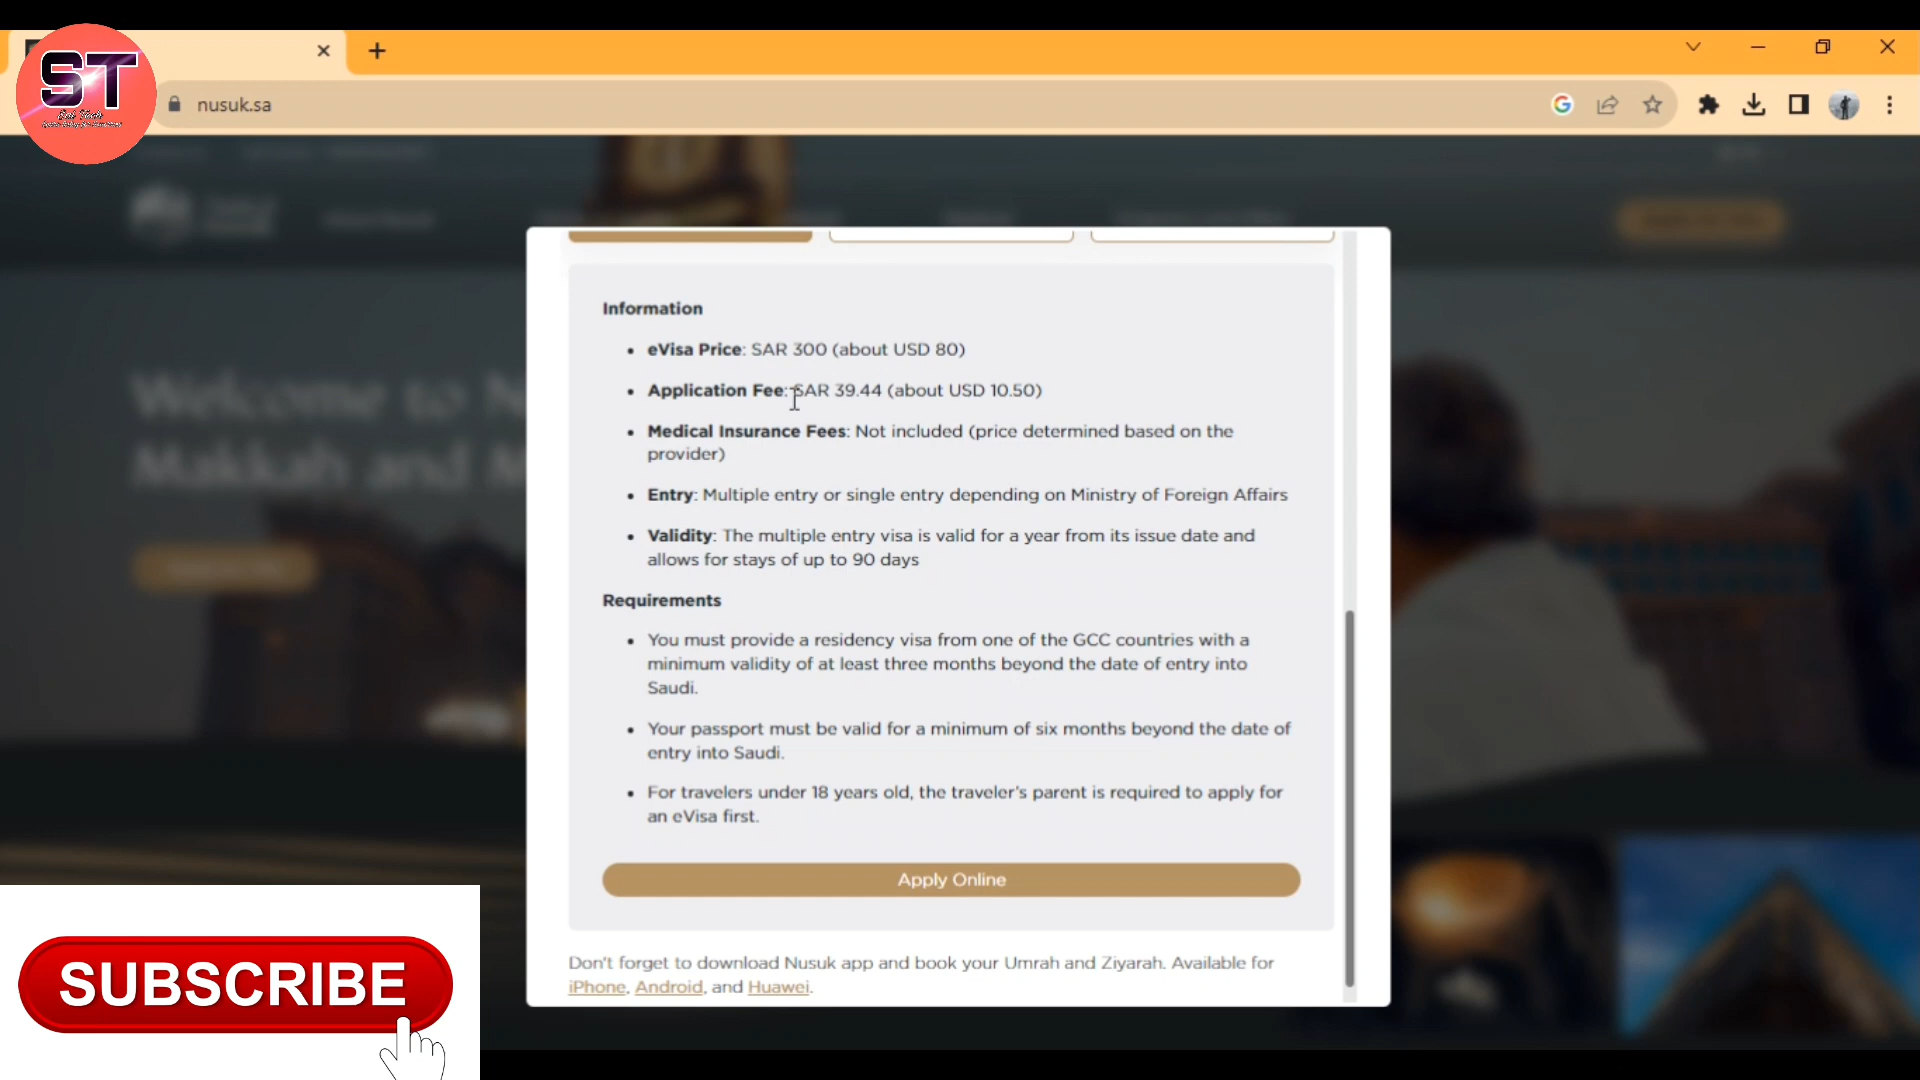 ST
nusuk.sa
Welcome to N
Makkah and M
Information
• eVisa Price: SAR 300 (about USD 80)
• Application Fee: SAR 39.44 (about USD 10.50)
• Medical Insurance Fees: Not included (price determined based on the
provider)
• Entry: Multiple entry or single entry depending on Ministry of Foreign Affairs
• Validity: The multiple entry visa is valid for a year from its issue date and
allows for stays of up to 90 days
Requirements
• You must provide a residency visa from one of the GCC countries with a
minimum validity of at least three months beyond the date of entry into
Saudi.
• Your passport must be valid for a minimum of six months beyond the date of
entry into Saudi.
• For travelers under 18 years old, the traveler's parent is required to apply for
an eVisa first.
Apply Online
Don't forget to download Nusuk app and book your Umrah and Ziyarah. Available for
iPhone, Android, and Huawei.
SUBSCRIBE